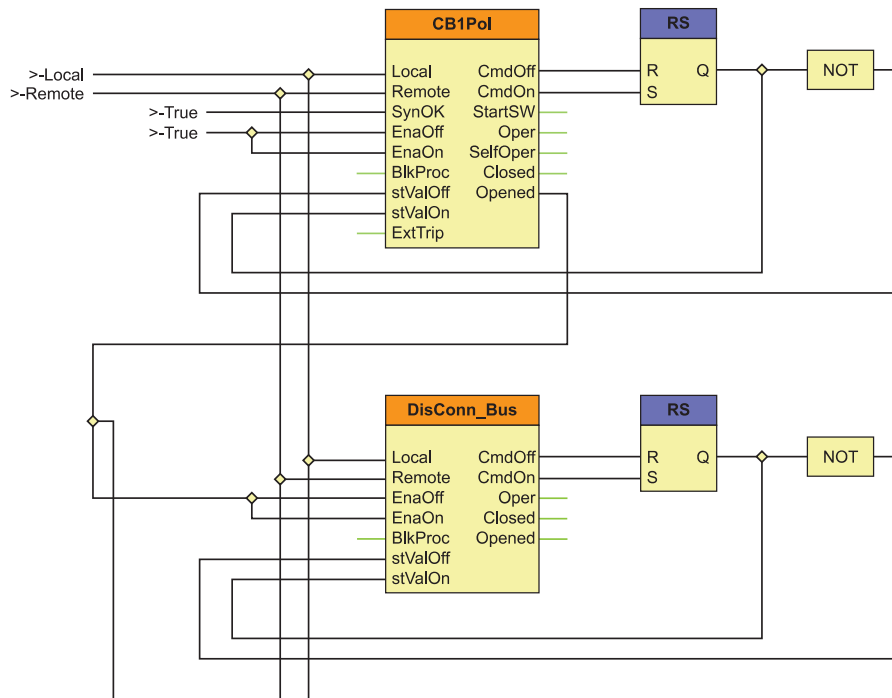 CB1Pol
RS
>-Local
Local
CmdOff
R
Q
NOT
>-Remote
Remote
CmdOn
S
>-True
SynOK
StartSW
>-True
EnaOff
Oper
EnaOn
SelfOper
BlkProc
Closed
stValOff
Opened
stValOn
ExtTrip
DisConn_Bus
RS
Local
CmdOff
R
Q
NOT
Remote
CmdOn
S
EnaOff
Oper
EnaOn
Closed
BlkProc
Opened
stValOff
stValOn